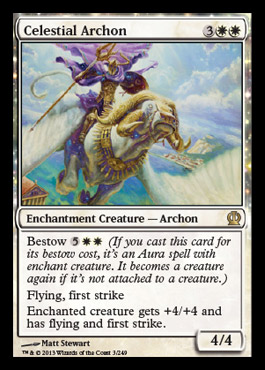 Celestial Archon 3
Enchantment Creature — Archon
Bestow 5 (If you cast this card for
its bestow cost, it's an Aura spell with
enchant creature. It becomes a creature
again if it's not attached to a creature.)
Flying, first strike
Enchanted creature gets +4/+4 and
has flying and first strike.
Matt Stewart
4/4
™ & © 2013 Wizards of the Coast 3/249